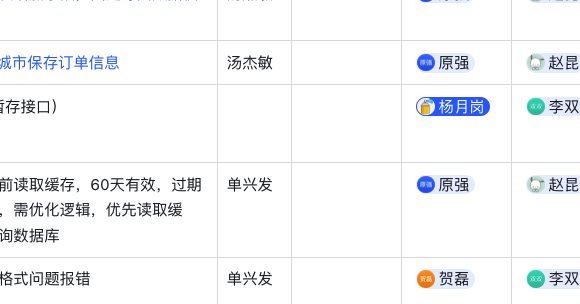 城市保存订单信息 汤杰敏 原强 赵昆
暂存接口) 杨月岗 李双
前读取缓存，60天有效，过期 单兴发 原强 赵昆
，需优化逻辑，优先读取缓
询数据库
格式问题报错 单兴发 贺磊 李双